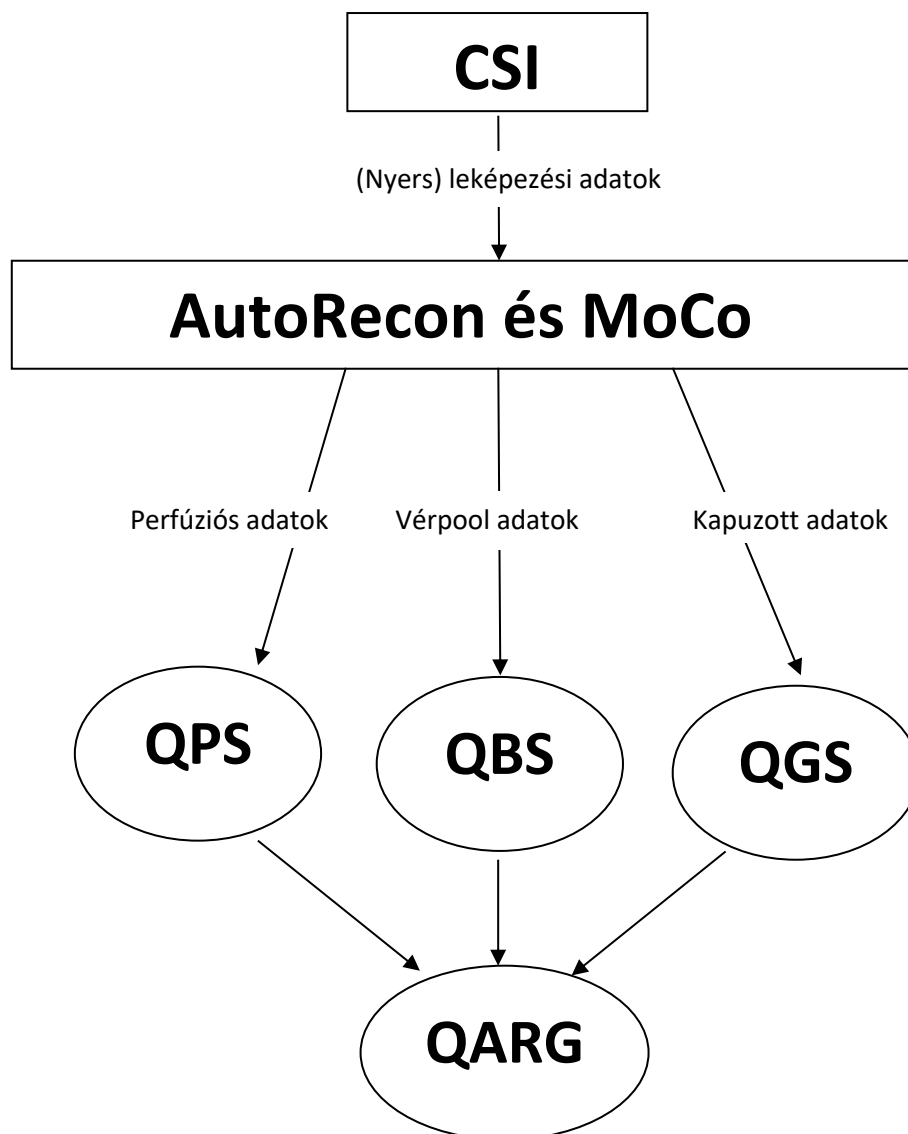 CSI
(Nyers) leképezési adatok
AutoRecon és MoCo
Perfúziós adatok
Vérpool adatok
Kapuzott adatok
QPS
QBS
QGS
QARG